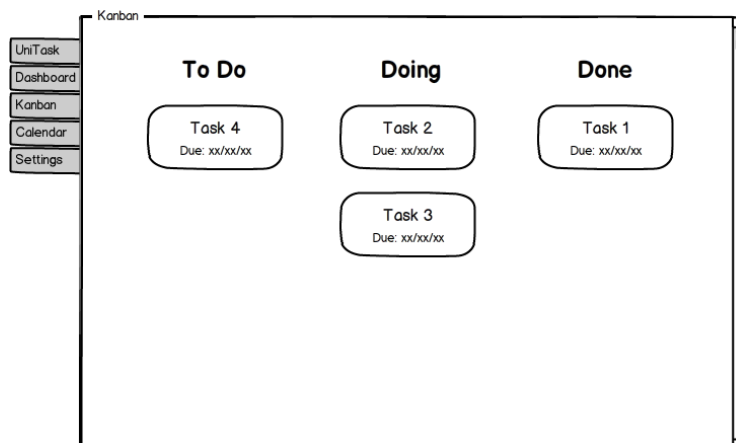 Kanban
UniTask
Dashboard
Kanban
Calendar
Settings
To Do
Doing
Done
Task 4
Due: xx/xx/xx
Task 2
Due: xx/xx/xx
Task 1
Due: xx/xx/xx
Task 3
Due: xx/xx/xx